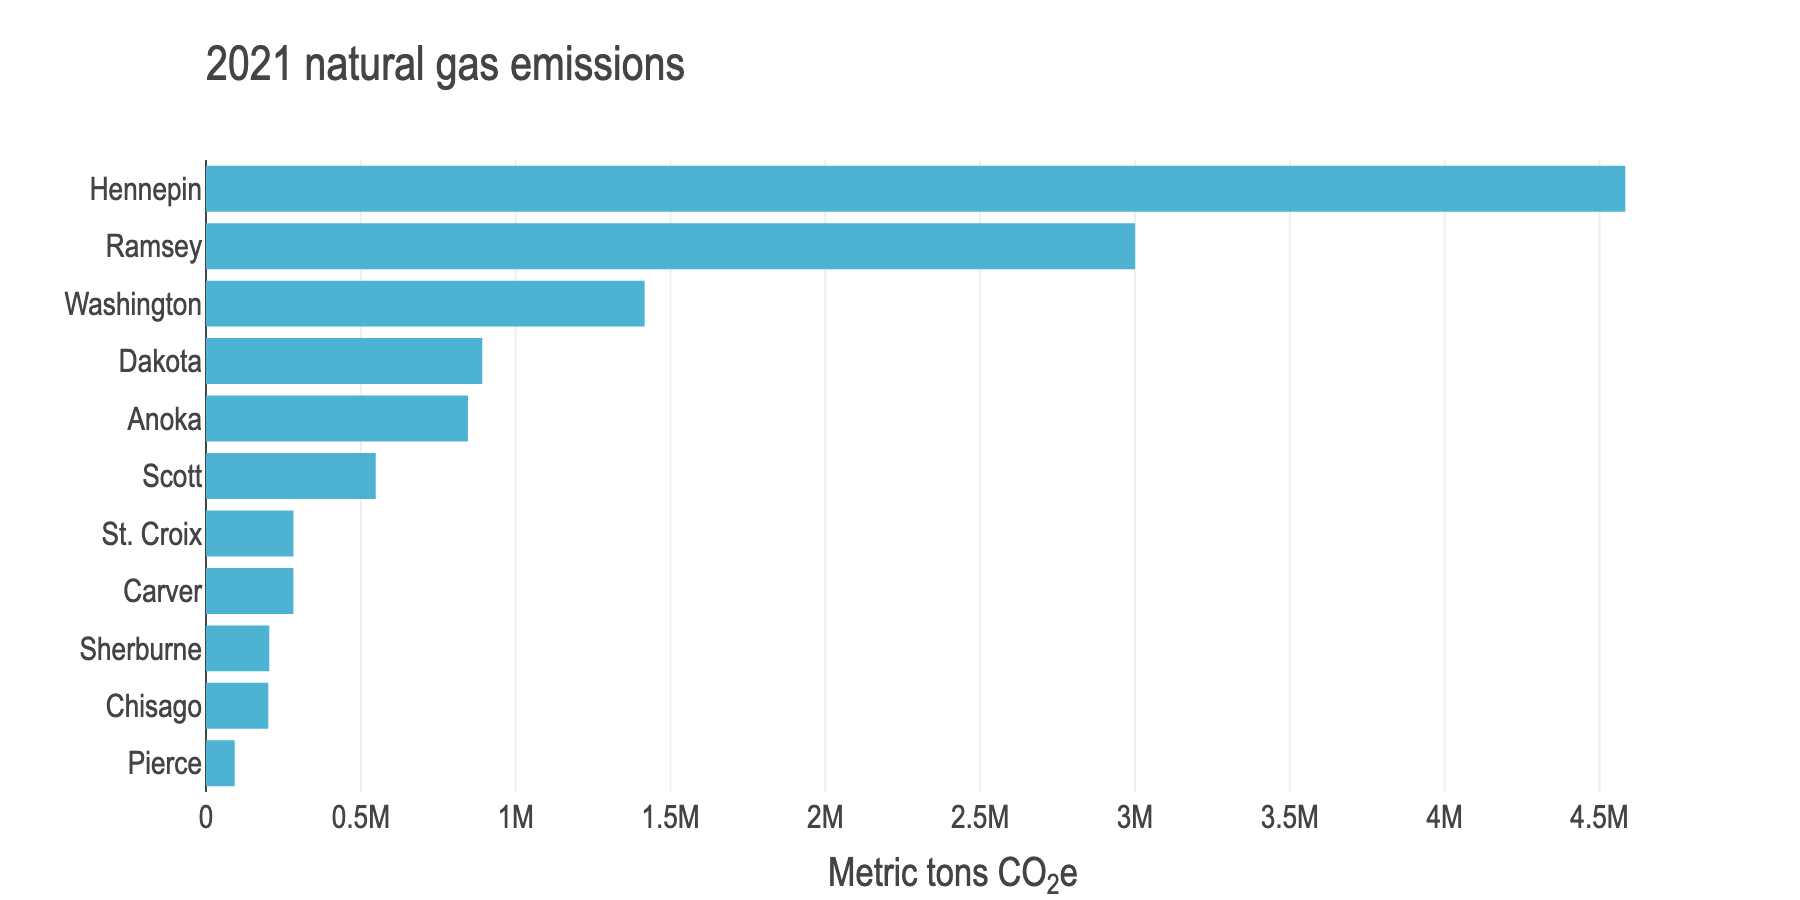 2021 natural gas emissions
Hennepin
Ramsey
Washington
Dakota
Anoka
Scott
St. Croix
Carver
Sherburne
Chisago
Pierce
0 0.5M 1M 1.5M 2M 2.5M 3M 3.5M 4M 4.5M
Metric tons CO₂e